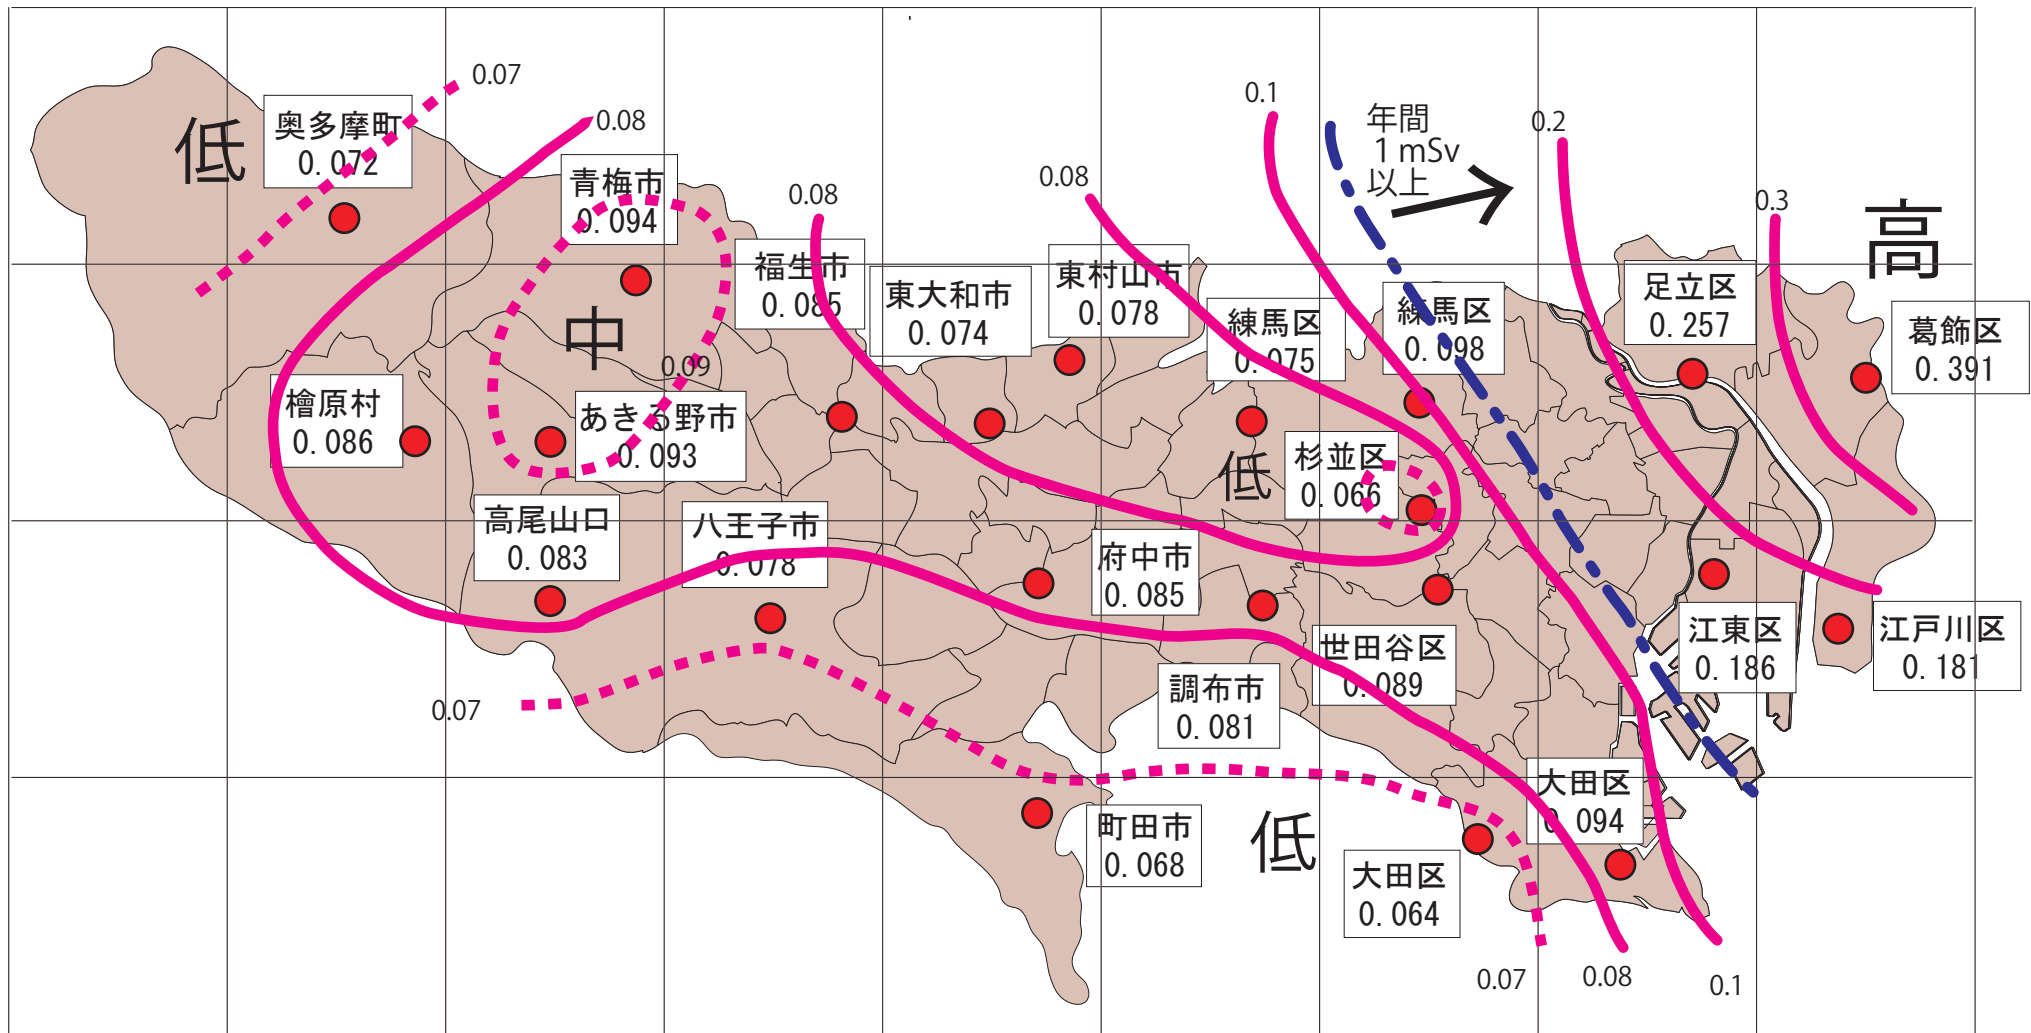 0.07
低
奥多摩町
0.072
0.08
青梅市
0.094
0.08
福生市
0.085
東大和市
0.074
0.08
東村山市
0.078
0.1
年間
1 mSv
以上
0.2
0.3
高
練馬区
0.075
練馬区
0.098
足立区
0.257
葛飾区
0.391
中
0.09
檜原村
0.086
あきる野市
0.093
低
杉並区
0.066
高尾山口
0.083
八王子市
0.078
府中市
0.085
世田谷区
0.089
江東区
0.186
江戸川区
0.181
0.07
調布市
0.081
大田区
0.094
町田市
0.068
低
大田区
0.064
0.07
0.08
0.1